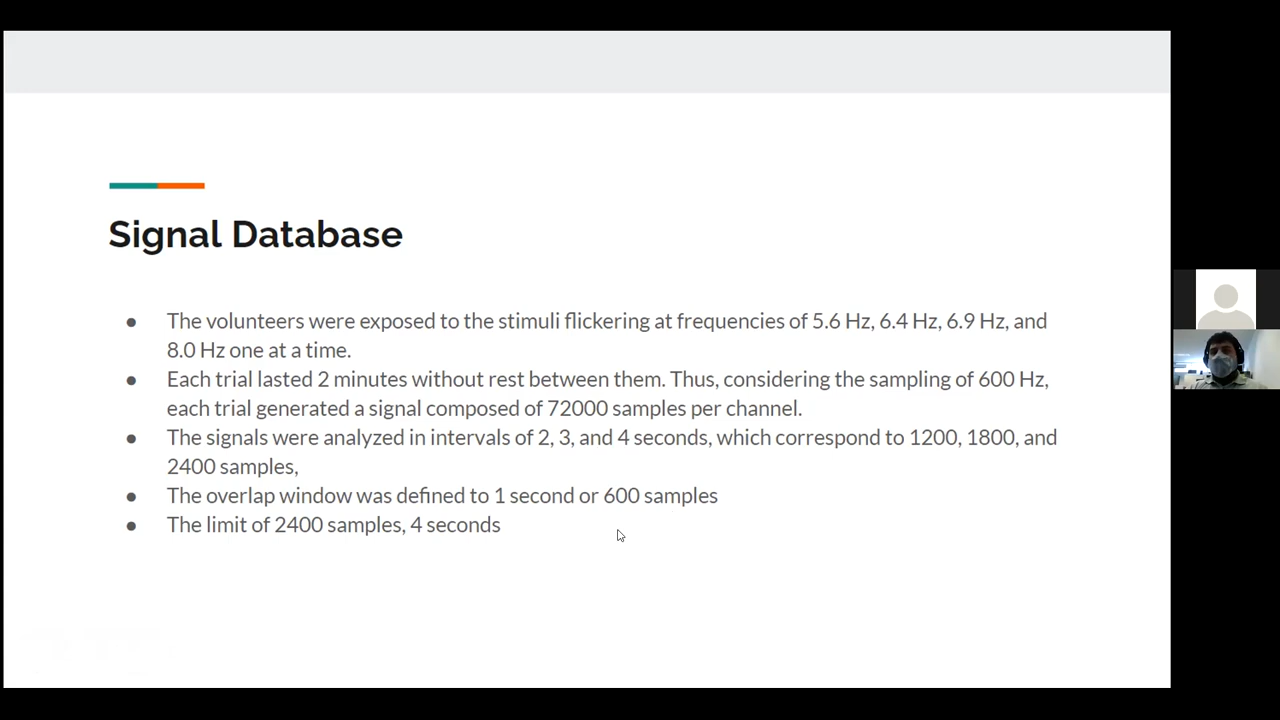 Signal Database
● The volunteers were exposed to the stimuli flickering at frequencies of 5.6 Hz, 6.4 Hz, 6.9 Hz, and
8.0 Hz one at a time.
● Each trial lasted 2 minutes without rest between them. Thus, considering the sampling of 600 Hz,
each trial generated a signal composed of 72000 samples per channel.
● The signals were analyzed in intervals of 2, 3, and 4 seconds, which correspond to 1200, 1800, and
2400 samples,
● The overlap window was defined to 1 second or 600 samples
● The limit of 2400 samples, 4 seconds